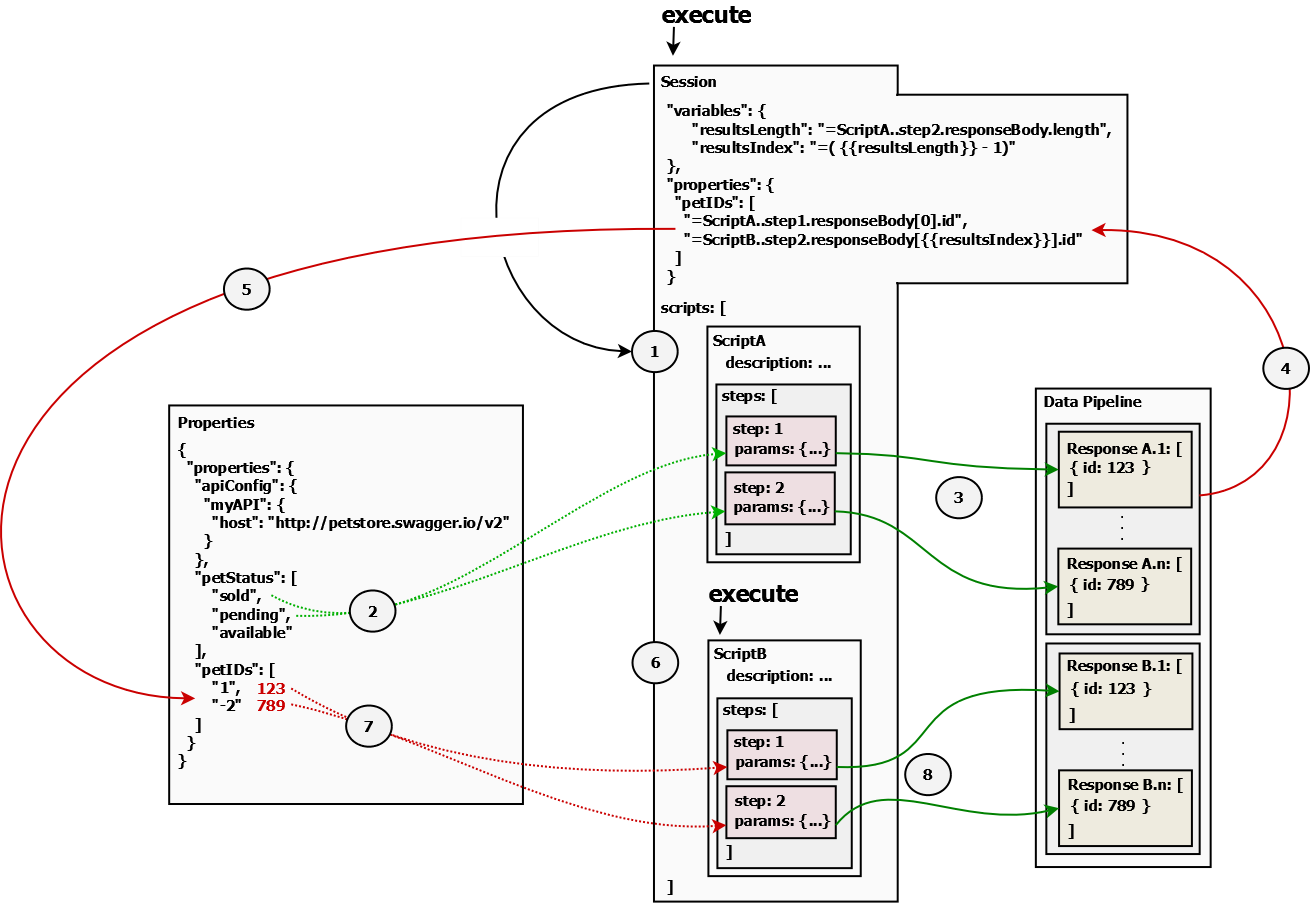 execute
Session
"variables": {
"resultsLength": "=ScriptA..step2.responseBody.length",
"resultsIndex": "=( {{resultsLength}} - 1)"
},
"properties": {
"petIDs": [
"=ScriptA..step1.responseBody[0].id",
"=ScriptB..step2.responseBody[{{resultsIndex}}].id"
]
}
scripts: [
1
ScriptA
description: ...
steps: [
step: 1
params: {...}
step: 2
params: {...}
]
execute
6
ScriptB
description: ...
steps: [
step: 1
params: {...}
step: 2
params: {...}
]
]
5
Properties
{
"properties": {
"apiConfig": {
"myAPI": {
"host": "http://petstore.swagger.io/v2"
}
},
"petStatus": [
"sold",
"pending",
"available"
],
"petIDs": [
"1", 123
"-2" 789
]
}
}
2
7
3
8
4
Data Pipeline
Response A.1: [
{ id: 123 }
]
.
.
.
Response A.n: [
{ id: 789 }
]
Response B.1: [
{ id: 123 }
]
.
.
.
Response B.n: [
{ id: 789 }
]